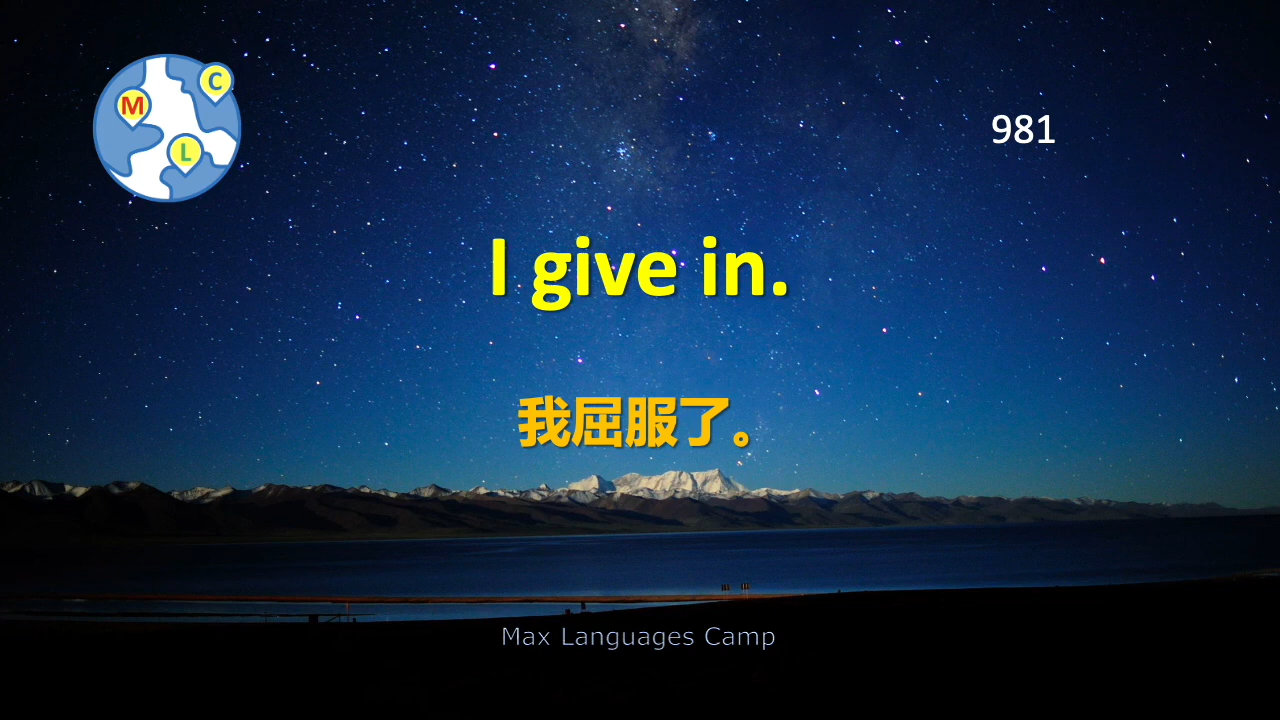 M
C
L
981
I give in.
我屈服了。
Max Languages Camp